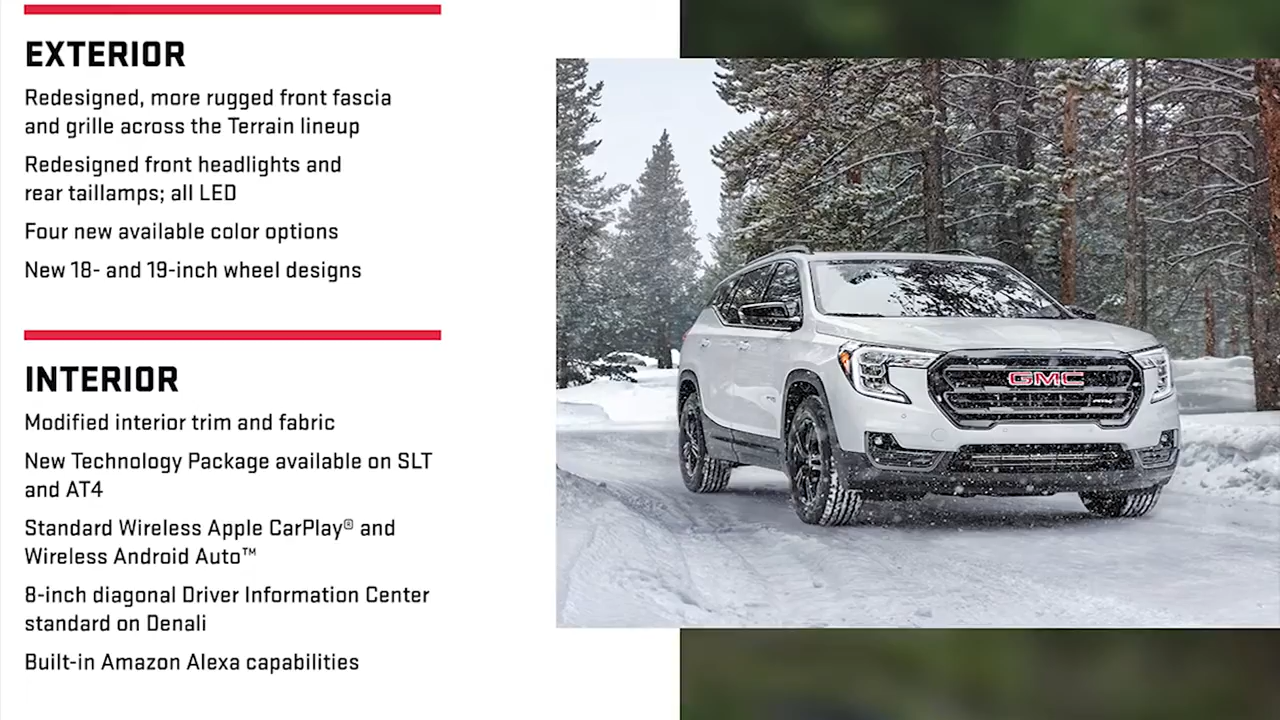 EXTERIOR
Redesigned, more rugged front fascia
and grille across the Terrain lineup
Redesigned front headlights and
rear taillamps; all LED
Four new available color options
New 18- and 19-inch wheel designs
INTERIOR
Modified interior trim and fabric
New Technology Package available on SLT
and AT4
Standard Wireless Apple CarPlay® and
Wireless Android Auto™
8-inch diagonal Driver Information Center
standard on Denali
Built-in Amazon Alexa capabilities
GMC
AT4